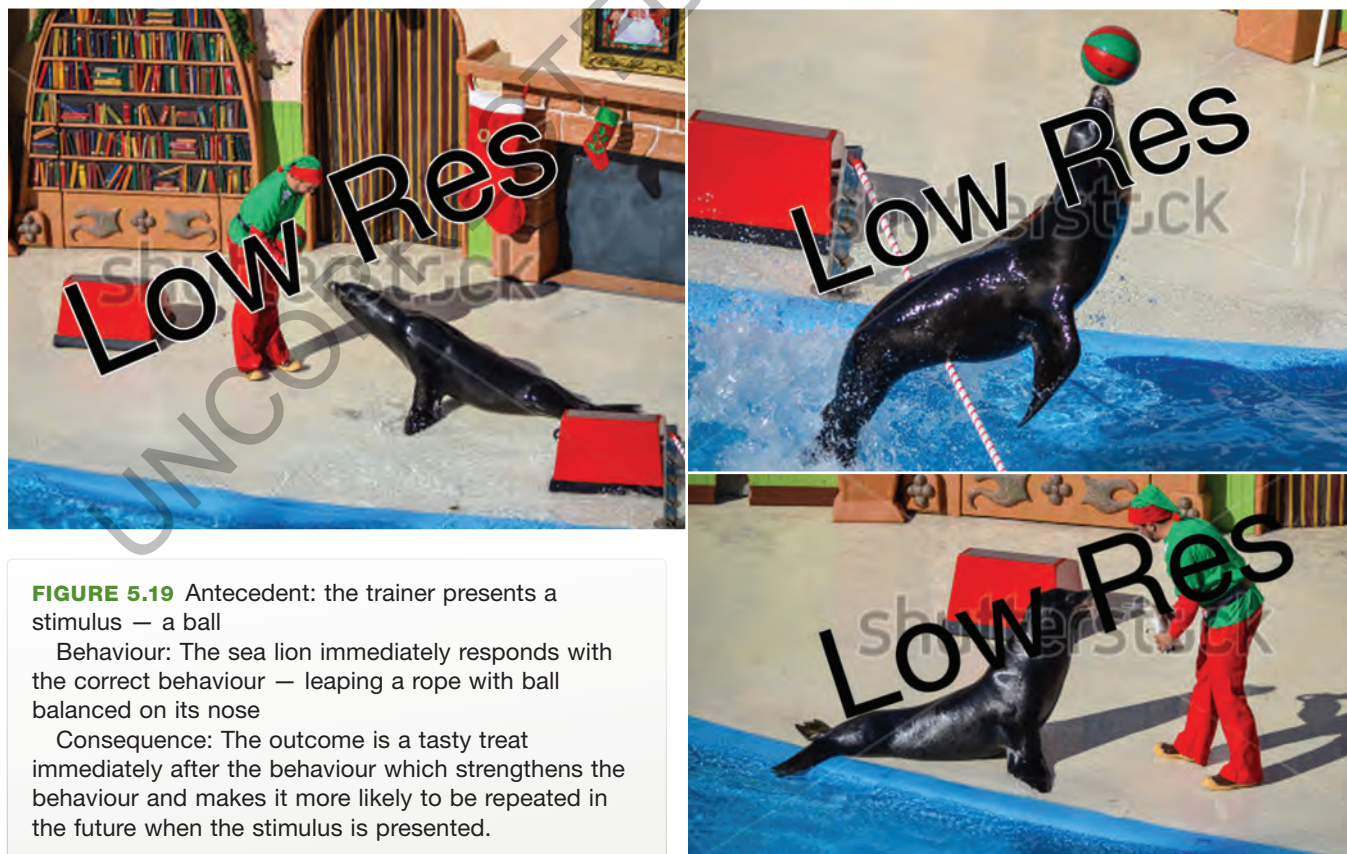 UNCORRECTE
Low Res
shutterstock
Low Res
shutterstock
FIGURE 5.19 Antecedent: the trainer presents a
stimulus — a ball
Behaviour: The sea lion immediately responds with
the correct behaviour — leaping a rope with ball
balanced on its nose
Consequence: The outcome is a tasty treat
immediately after the behaviour which strengthens the
behaviour and makes it more likely to be repeated in
the future when the stimulus is presented.
Low Res
shutterstock